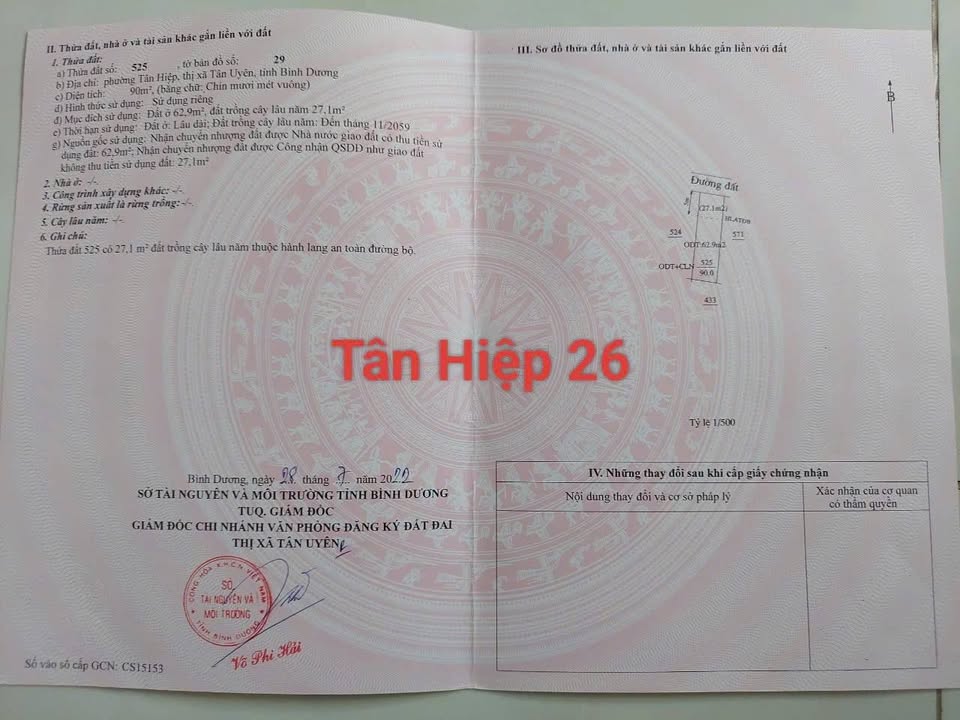 II. Thửa đất, nhà ở và tài sản khác gắn liền với đất
1. Thửa đất:
a) Thửa đất số: 525 , tờ bản đồ số: 29
b) Địa chỉ: phường Tân Hiệp, thị xã Tân Uyên, tỉnh Bình Dương
c) Diện tích: 90m², (bằng chữ: Chín mươi mét vuông)
d) Hình thức sử dụng: Sử dụng riêng
đ) Mục đích sử dụng: Đất ở 62,9m², đất trồng cây lâu năm 27,1m²
e) Thời hạn sử dụng: Đất ở: Lâu dài; Đất trồng cây lâu năm: Đến tháng 11/2059
g) Nguồn gốc sử dụng: Nhận chuyển nhượng đất được Nhà nước giao đất có thu tiền sử
dụng đất: 62,9m²; Nhận chuyển nhượng đất được Công nhận QSDĐ như giao đất
không thu tiền sử dụng đất: 27,1m²
2. Nhà ở: -/-.
3. Công trình xây dựng khác: -/-.
4. Rừng sản xuất là rừng trồng: -/-.
5. Cây lâu năm: -/-
6. Ghi chú:
Thửa đất 525 có 27,1 m² đất trồng cây lâu năm thuộc hành lang an toàn đường bộ.
Bình Dương, ngày 28 tháng 7 năm 2022
SỞ TÀI NGUYÊN VÀ MÔI TRƯỜNG TỈNH BÌNH DƯƠNG
TUQ. GIÁM ĐỐC
GIÁM ĐỐC CHI NHÁNH VĂN PHÒNG ĐĂNG KÝ ĐẤT ĐAI
THỊ XÃ TÂN UYÊN
CỘNG HÒA X.H.C.N VIỆT NAM
SỞ
TÀI NGUYÊN VÀ
MÔI TRƯỜNG
TỈNH BÌNH DƯƠNG
Võ Phi Hải
Số vào sổ cấp GCN: CS15153
III. Sơ đồ thửa đất, nhà ở và tài sản khác gắn liền với đất
B
Đường đất
(27.1m2)
HLATĐB
524
571
ODT:62.9m2
ODT+CLN
525
90.0
433
Tỷ lệ 1/500
IV. Những thay đổi sau khi cấp giấy chứng nhận
Nội dung thay đổi và cơ sở pháp lý
Xác nhận của cơ quan
có thẩm quyền
Tân Hiệp 26